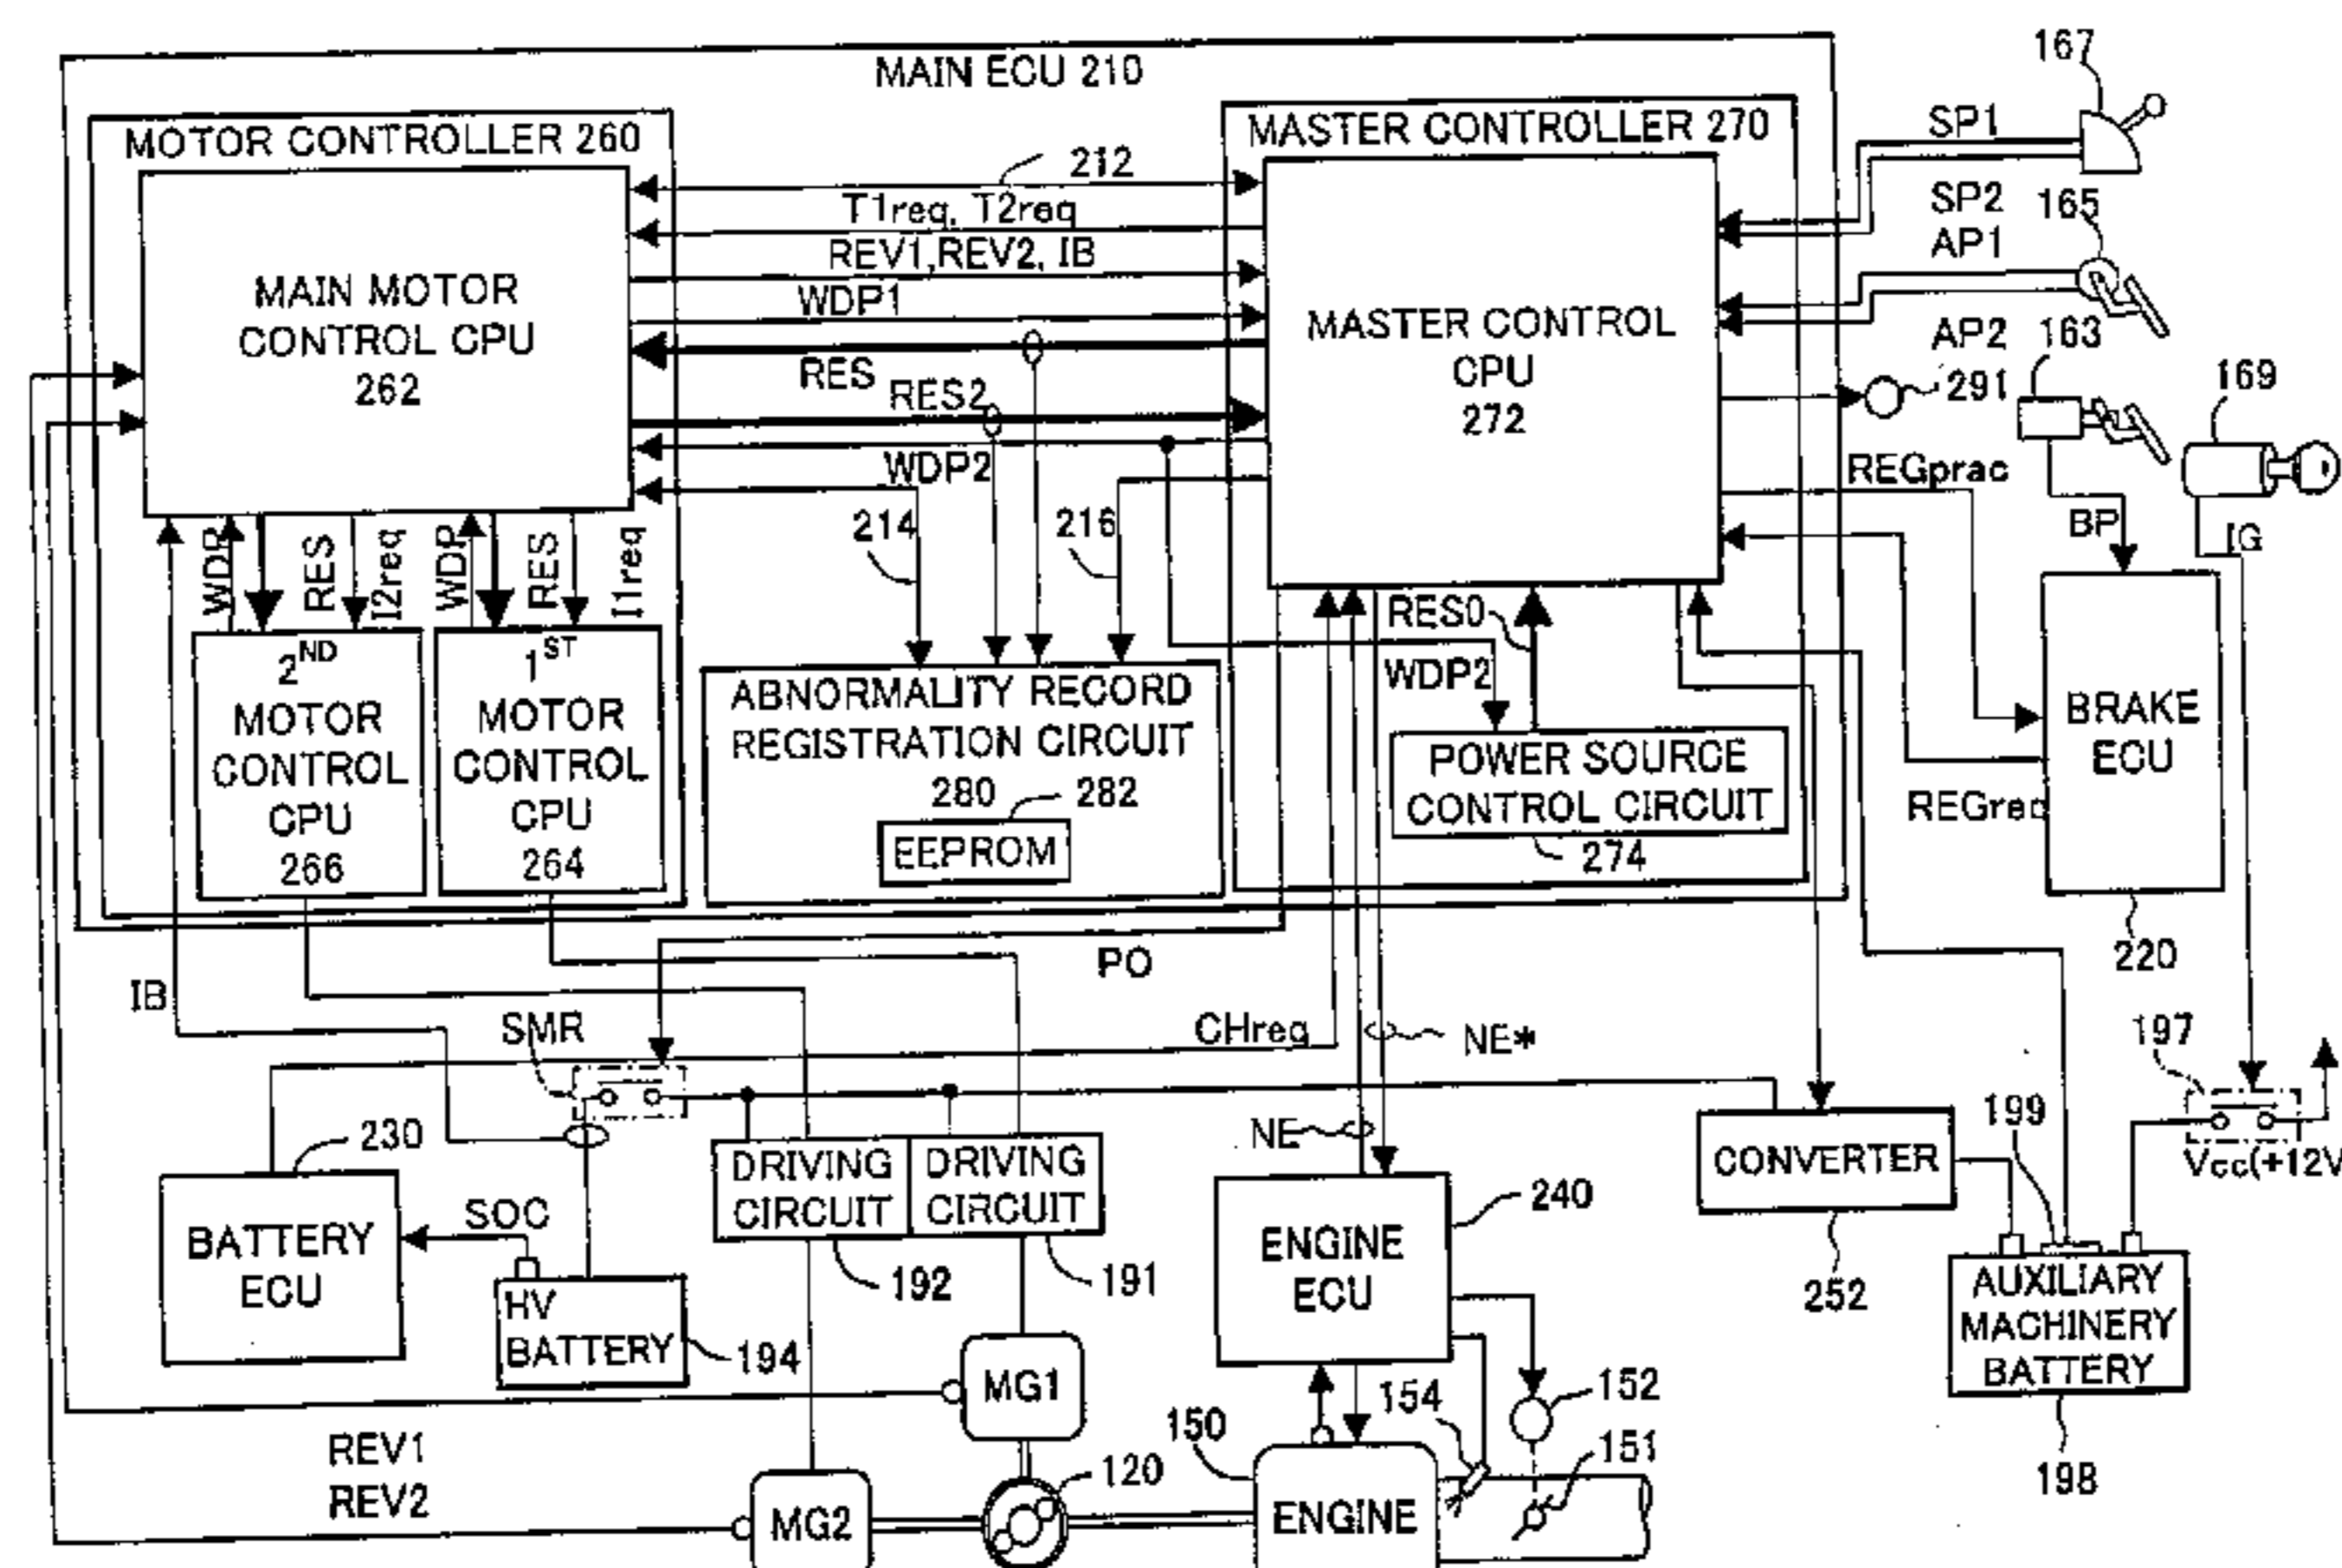 MAIN ECU 210
167
MOTOR CONTROLLER 260
MASTER CONTROLLER 270
SP1
212
T1req, T2req
SP2
165
REV1,REV2, IB
AP1
MAIN MOTOR
CONTROL CPU
262
WDP1
MASTER CONTROL
CPU
272
RES
AP2
163
RES2
291
169
WDP2
REGprac
214
216
BP
IG
WDP
RES
I2req
WDP
RES
I1req
RES0
WDP2
2ND
MOTOR
CONTROL
CPU
266
1ST
MOTOR
CONTROL
CPU
264
ABNORMALITY RECORD
REGISTRATION CIRCUIT
280
282
EEPROM
POWER SOURCE
CONTROL CIRCUIT
274
BRAKE
ECU
REGreq
220
PO
IB
SMR
CHreq
NE*
197
230
NE
199
Vcc(+12V
DRIVING
CIRCUIT
DRIVING
CIRCUIT
CONVERTER
SOC
240
BATTERY
ECU
ENGINE
ECU
192
191
252
HV
BATTERY
194
AUXILIARY
MACHINERY
BATTERY
MG1
154
152
150
151
198
REV1
REV2
120
MG2
ENGINE